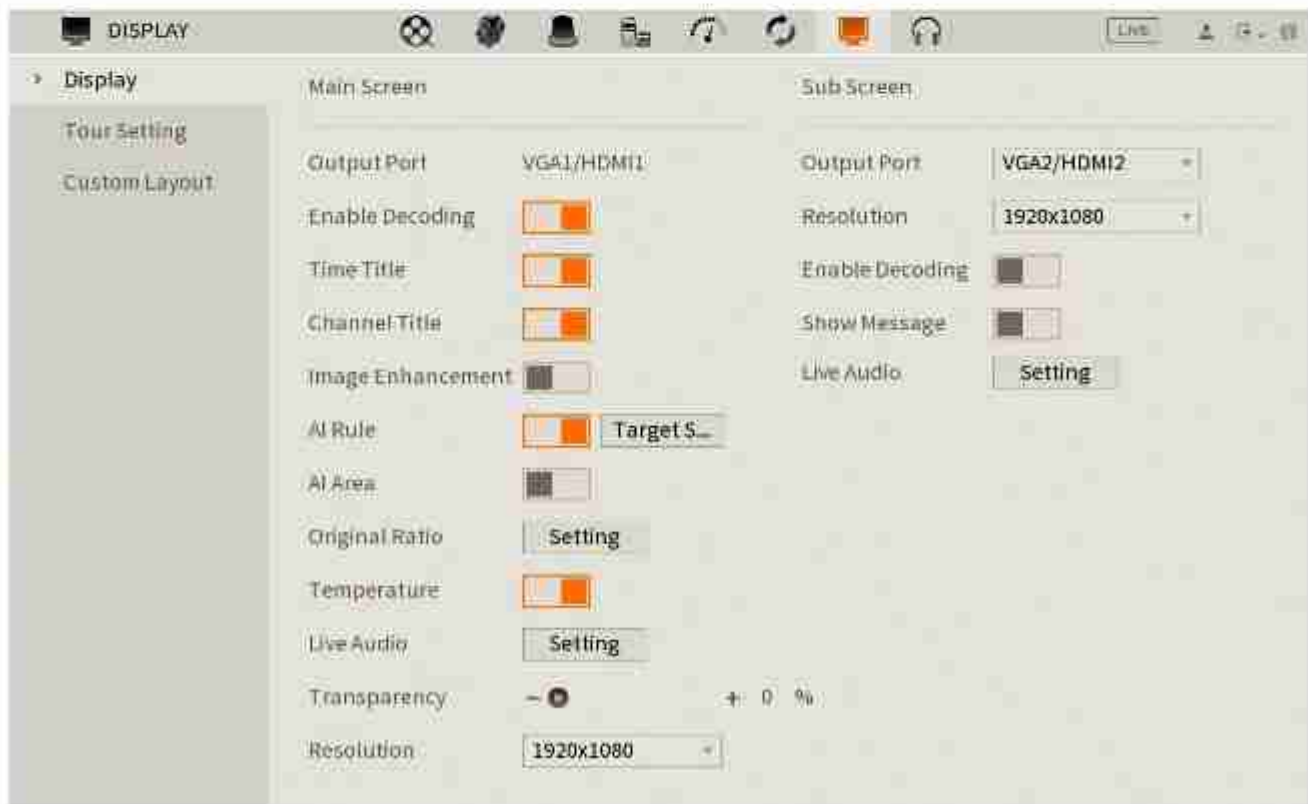 DISPLAY
LIVE
Display
Tour Setting
Custom Layout
Main Screen
Output Port VGA1/HDMI1
Enable Decoding
Time Title
Channel Title
Image Enhancement
AI Rule Target S...
AI Area
Original Ratio Setting
Temperature
Live Audio Setting
Transparency - + 0 %
Resolution 1920x1080
Sub Screen
Output Port VGA2/HDMI2
Resolution 1920x1080
Enable Decoding
Show Message
Live Audio Setting